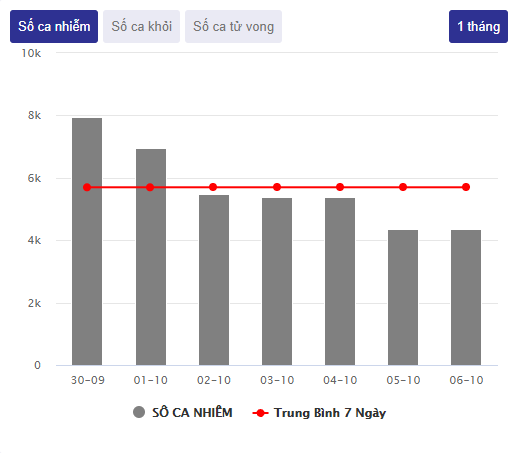 Số ca nhiễm Số ca khỏi Số ca tử vong 1 tháng
10k
8k
6k
4k
2k
0
30-09 01-10 02-10 03-10 04-10 05-10 06-10
SỐ CA NHIỄM Trung Bình 7 Ngày